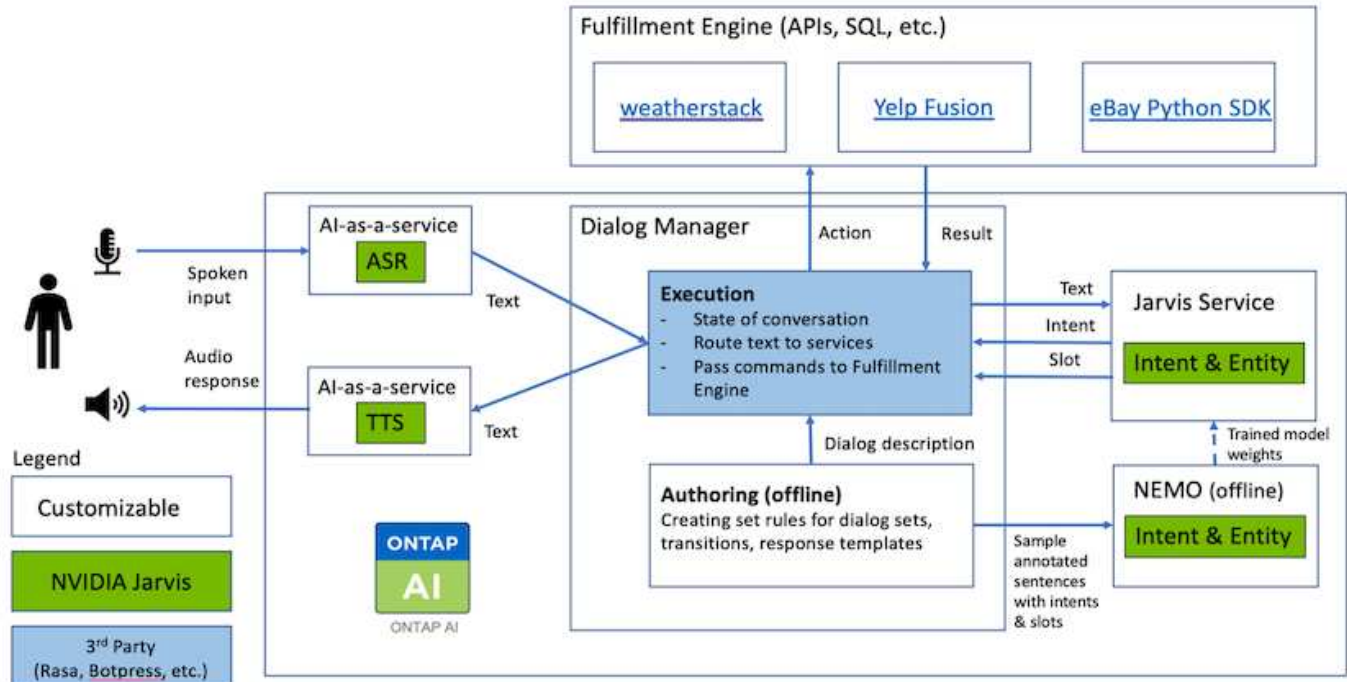 Fulfillment Engine (APIs, SQL, etc.)
weatherstack
Yelp Fusion
eBay Python SDK
Action
Result
Spoken
input
AI-as-a-service
ASR
Text
Audio
response
AI-as-a-service
TTS
Text
Dialog Manager
Execution
- State of conversation
- Route text to services
- Pass commands to Fulfillment
Engine
Text
Intent
Slot
Jarvis Service
Intent & Entity
Dialog description
Trained model
weights
Authoring (offline)
Creating set rules for dialog sets,
transitions, response templates
Sample
annotated
sentences
with intents
& slots
NEMO (offline)
Intent & Entity
ONTAP
AI
ONTAP AI
Legend
Customizable
NVIDIA Jarvis
3rd Party
(Rasa, Botpress, etc.)